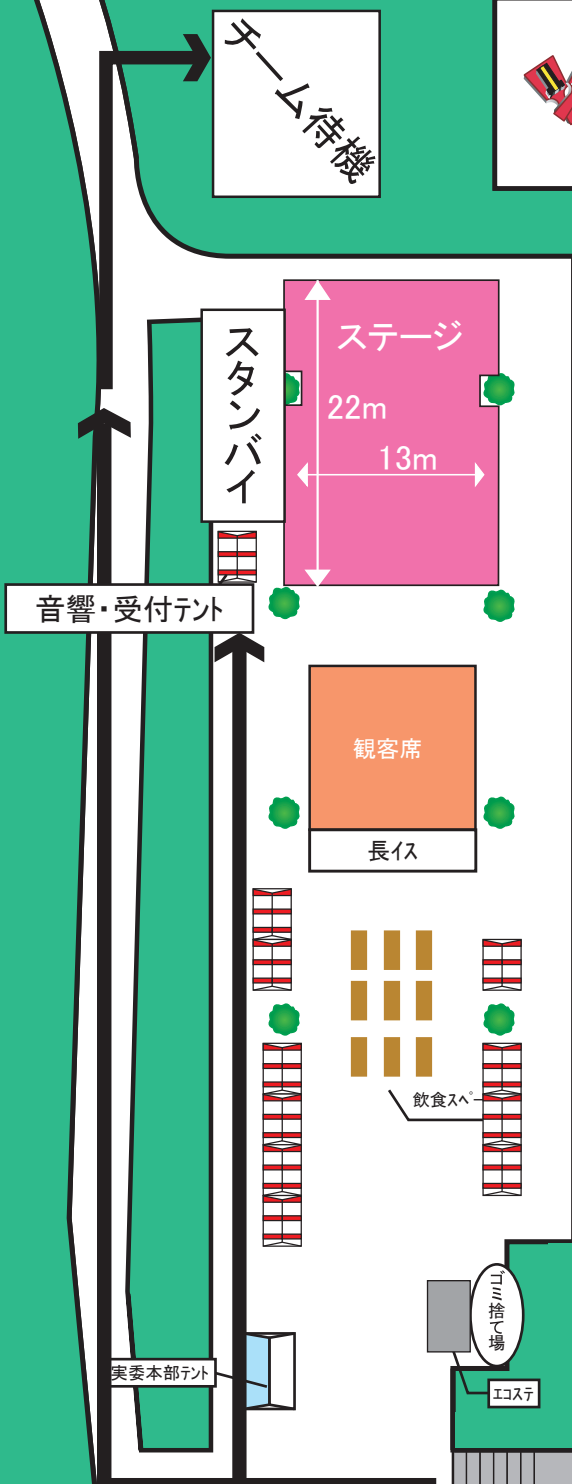 チーム待機
ステージ
スタンバイ
22m
13m
音響・受付テント
観客席
長イス
飲食スペー
ゴミ捨て場
実委本部テント
エコステ